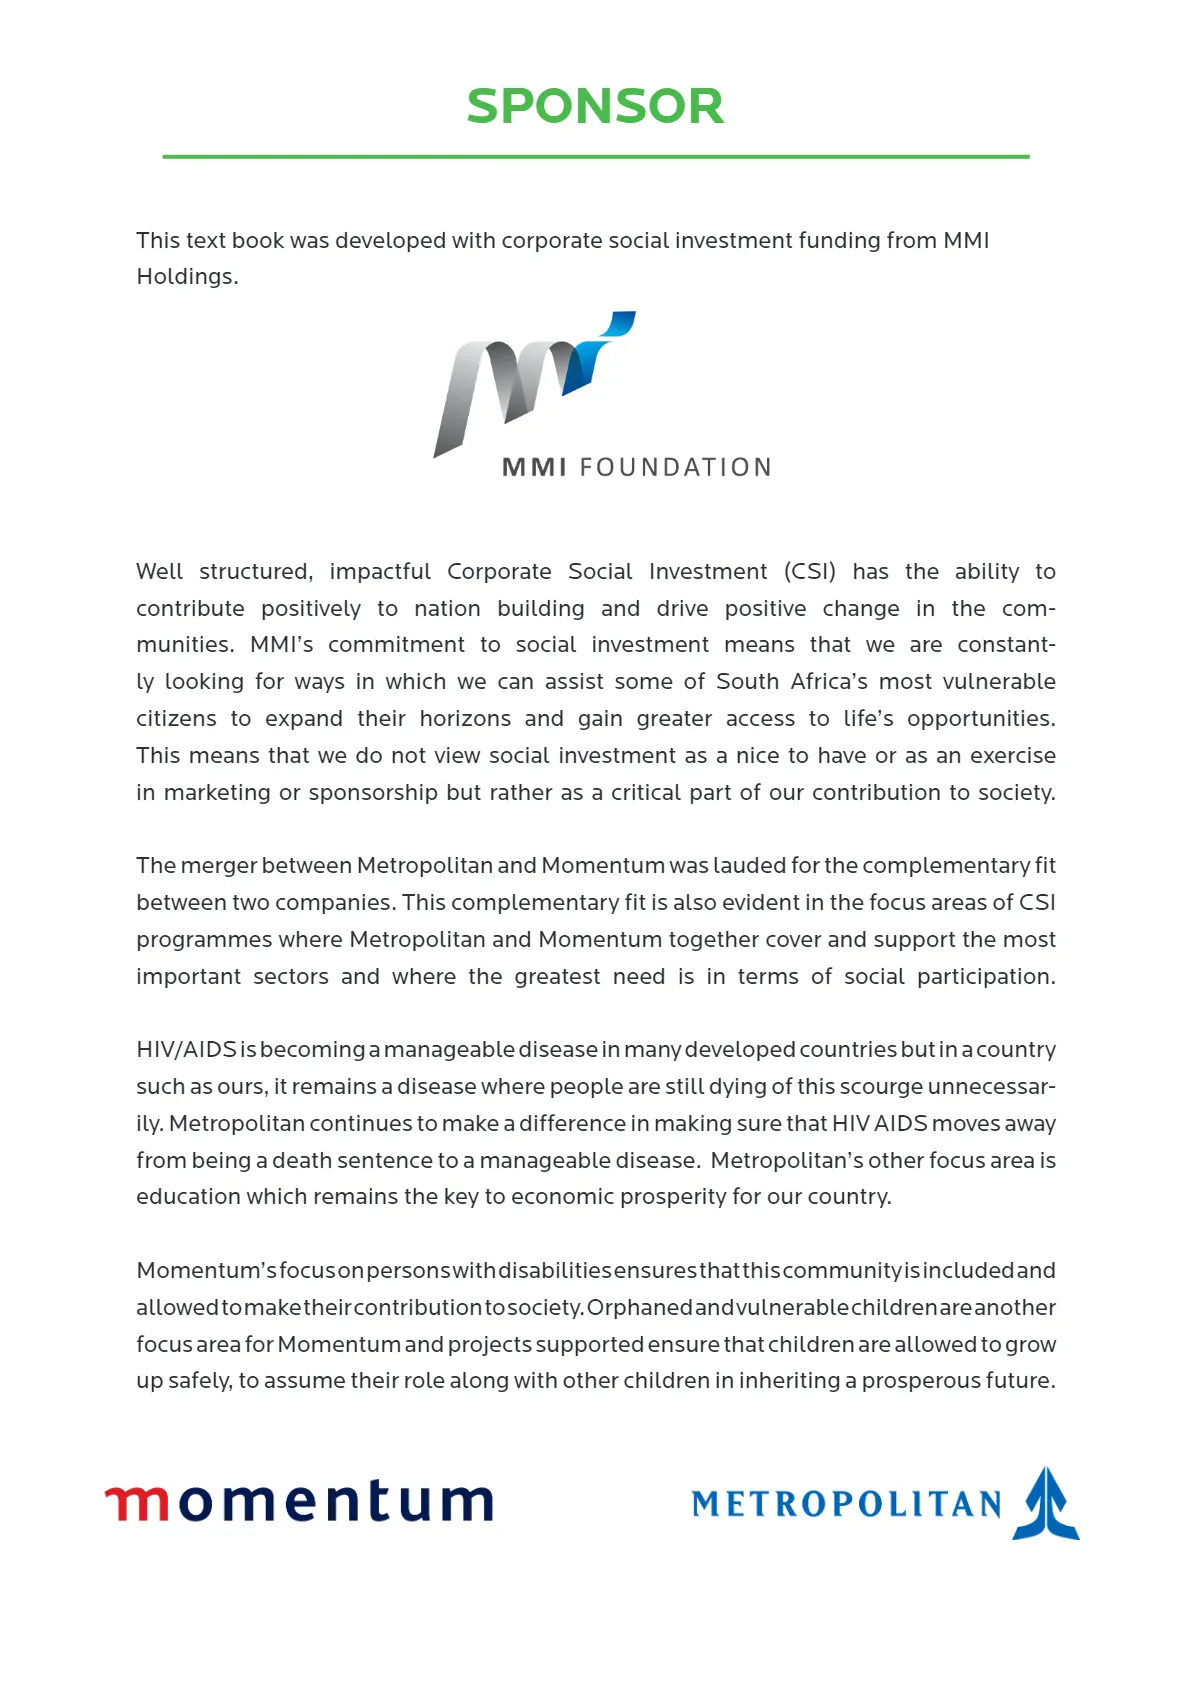 SPONSOR
This text book was developed with corporate social investment funding from MMI
Holdings.
MMI FOUNDATION
Well structured, impactful Corporate Social Investment (CSI) has the ability to
contribute positively to nation building and drive positive change in the com-
munities. MMI’s commitment to social investment means that we are constant-
ly looking for ways in which we can assist some of South Africa’s most vulnerable
citizens to expand their horizons and gain greater access to life’s opportunities.
This means that we do not view social investment as a nice to have or as an exercise
in marketing or sponsorship but rather as a critical part of our contribution to society.
The merger between Metropolitan and Momentum was lauded for the complementary fit
between two companies. This complementary fit is also evident in the focus areas of CSI
programmes where Metropolitan and Momentum together cover and support the most
important sectors and where the greatest need is in terms of social participation.
HIV/AIDS is becoming a manageable disease in many developed countries but in a country
such as ours, it remains a disease where people are still dying of this scourge unnecessar-
ily. Metropolitan continues to make a difference in making sure that HIV AIDS moves away
from being a death sentence to a manageable disease. Metropolitan’s other focus area is
education which remains the key to economic prosperity for our country.
Momentum’s focus on persons with disabilities ensures that this community is included and
allowed to make their contribution to society. Orphaned and vulnerable children are another
focus area for Momentum and projects supported ensure that children are allowed to grow
up safely, to assume their role along with other children in inheriting a prosperous future.
momentum
METROPOLITAN